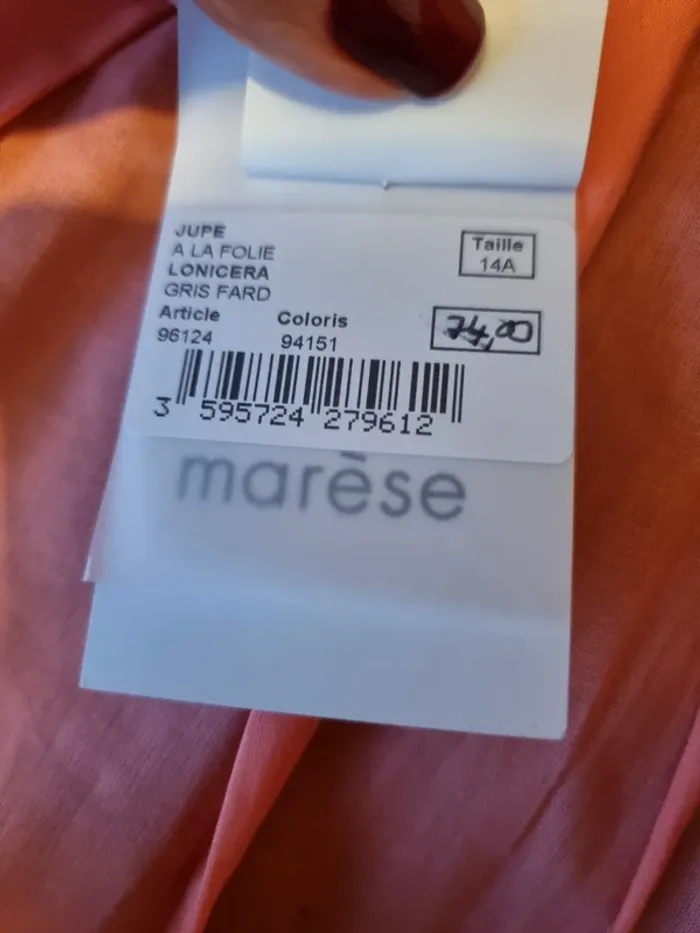 JUPE
A LA FOLIE
LONICERA
GRIS FARD
Taille
14A
Article
96124
Coloris
94151
74,00
3 595724 279612
marèse